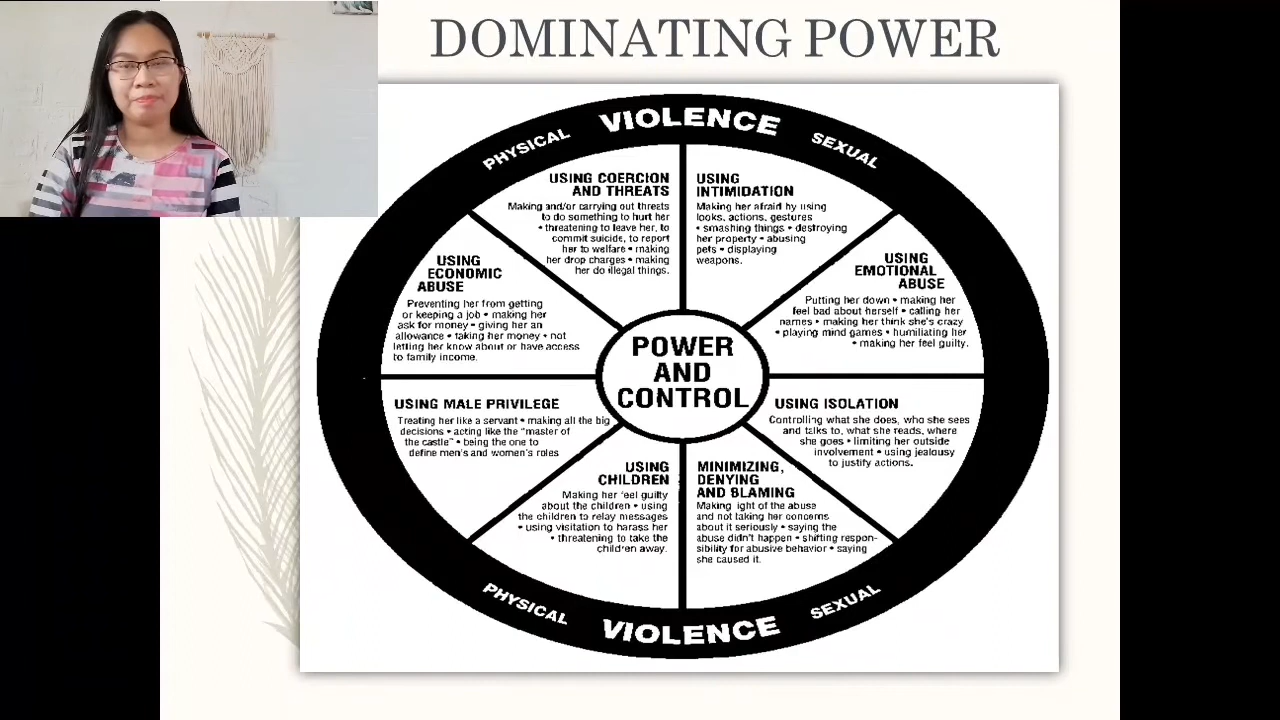 DOMINATING POWER
PHYSICAL VIOLENCE SEXUAL
USING COERCION
AND THREATS
Making and/or carrying out threats
to do something to hurt her
• threatening to leave her, to
commit suicide, to report
her to welfare • making
her drop charges • making
her do illegal things.
USING
INTIMIDATION
Making her afraid by using
looks, actions, gestures
• smashing things • destroying
her property • abusing
pets • displaying
weapons.
USING
EMOTIONAL
ABUSE
Putting her down • making her
feel bad about herself • calling her
names • making her think she's crazy
• playing mind games • humiliating her
• making her feel guilty.
USING ISOLATION
Controlling what she does, who she sees
and talks to, what she reads, where
she goes • limiting her outside
involvement • using jealousy
to justify actions.
MINIMIZING,
DENYING
AND BLAMING
Making light of the abuse
and not taking her concerns
about it seriously • saying the
abuse didn't happen • shifting respon-
sibility for abusive behavior • saying
she caused it.
USING
CHILDREN
Making her feel guilty
about the children • using
the children to relay messages
• using visitation to harass her
• threatening to take the
children away.
USING MALE PRIVILEGE
Treating her like a servant • making all the big
decisions • acting like the "master of
the castle" • being the one to
define men's and women's roles
USING
ECONOMIC
ABUSE
Preventing her from getting
or keeping a job • making her
ask for money • giving her an
allowance • taking her money • not
letting her know about or have access
to family income.
POWER
AND
CONTROL
PHYSICAL VIOLENCE SEXUAL